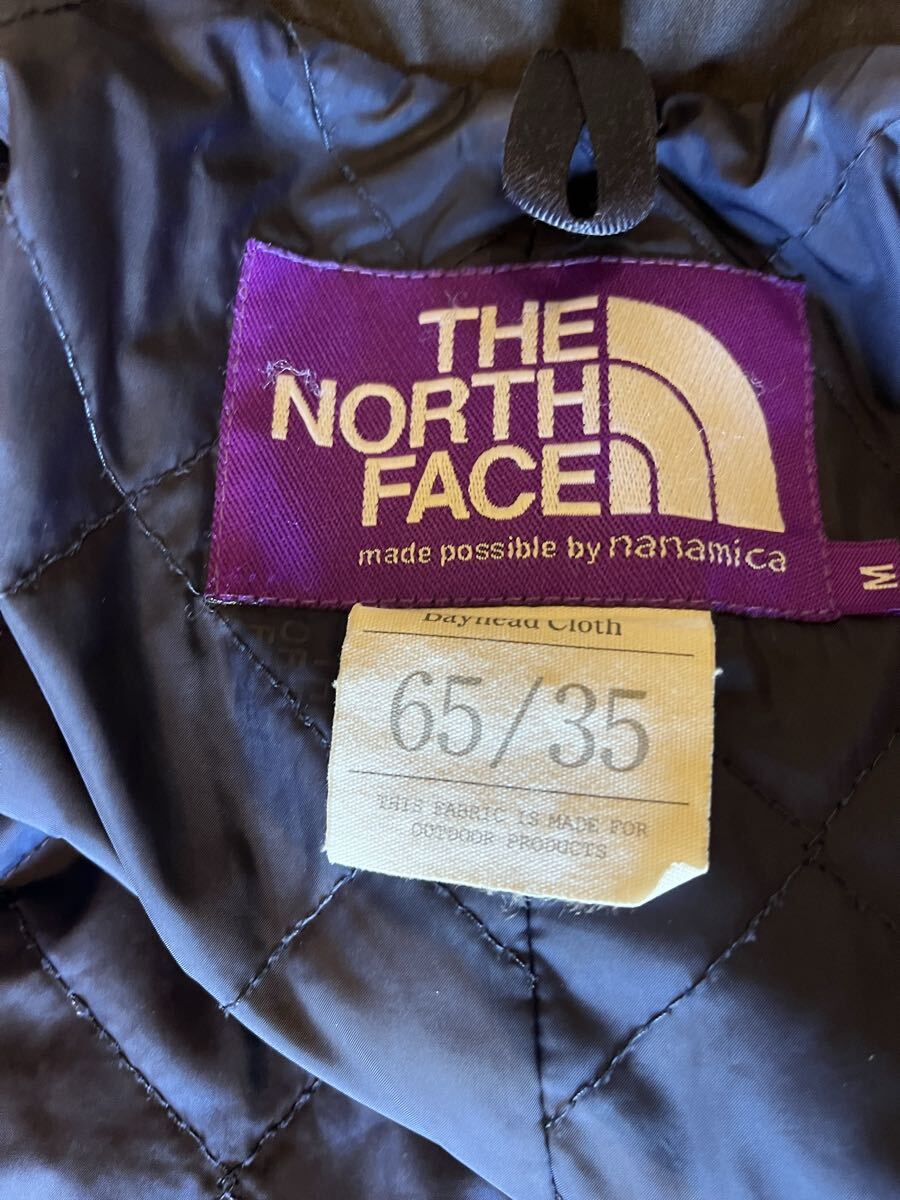 THE
NORTH
FACE
made possible by nanamica
M
Bayhead Cloth
65/35
THIS FABRIC IS MADE FOR
OUTDOOR PRODUCTS